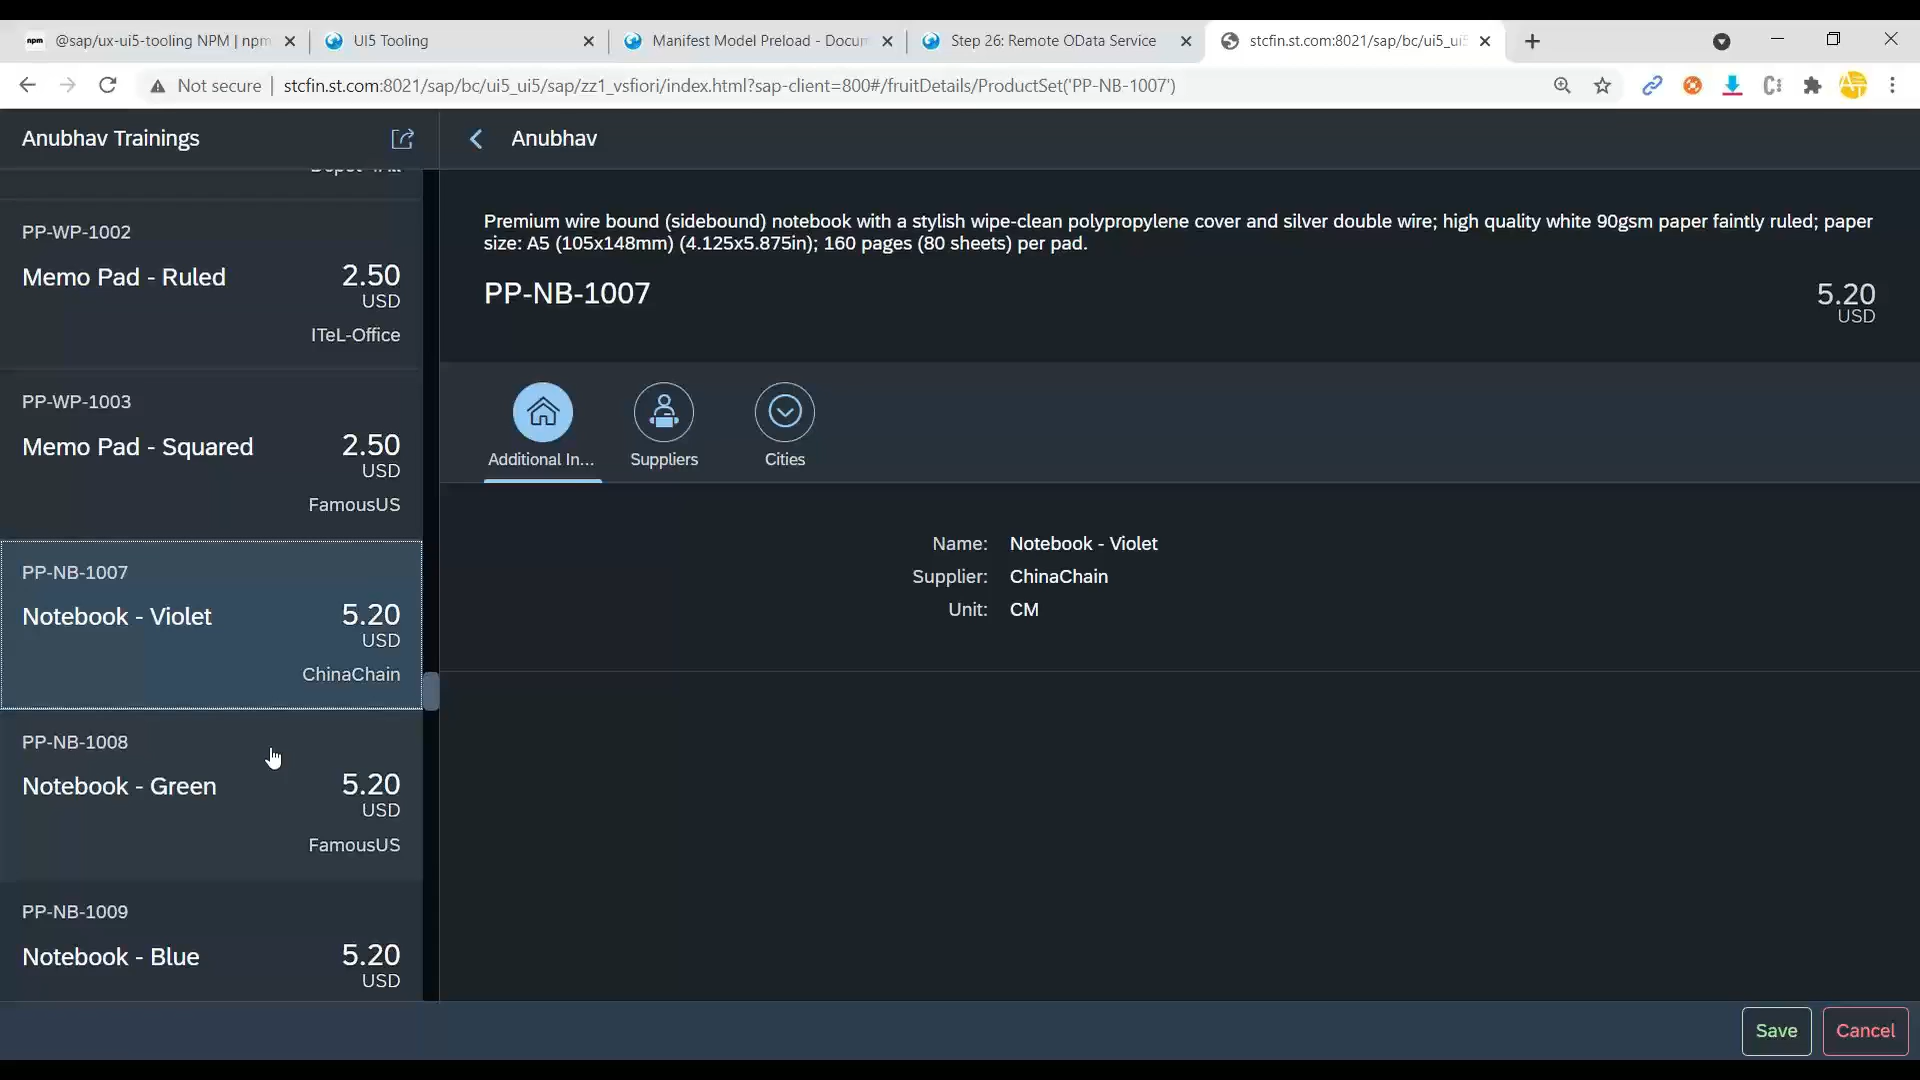 @sap/ux-ui5-tooling NPM | npm
UI5 Tooling
Manifest Model Preload - Docum
Step 26: Remote OData Service
stcfin.st.com:8021/sap/bc/ui5_ui5
Not secure
stcfin.st.com:8021/sap/bc/ui5_ui5/sap/zz1_vsfiori/index.html?sap-client=800#/fruitDetails/ProductSet('PP-NB-1007')
Anubhav Trainings
PP-WP-1002
Memo Pad - Ruled
2.50
USD
ITeL-Office
PP-WP-1003
Memo Pad - Squared
2.50
USD
FamousUS
PP-NB-1007
Notebook - Violet
5.20
USD
ChinaChain
PP-NB-1008
Notebook - Green
5.20
USD
FamousUS
PP-NB-1009
Notebook - Blue
5.20
USD
Anubhav
Premium wire bound (sidebound) notebook with a stylish wipe-clean polypropylene cover and silver double wire; high quality white 90gsm paper faintly ruled; paper
size: A5 (105x148mm) (4.125x5.875in); 160 pages (80 sheets) per pad.
PP-NB-1007
5.20
USD
Additional In...
Suppliers
Cities
Name: Notebook - Violet
Supplier: ChinaChain
Unit: CM
Save
Cancel